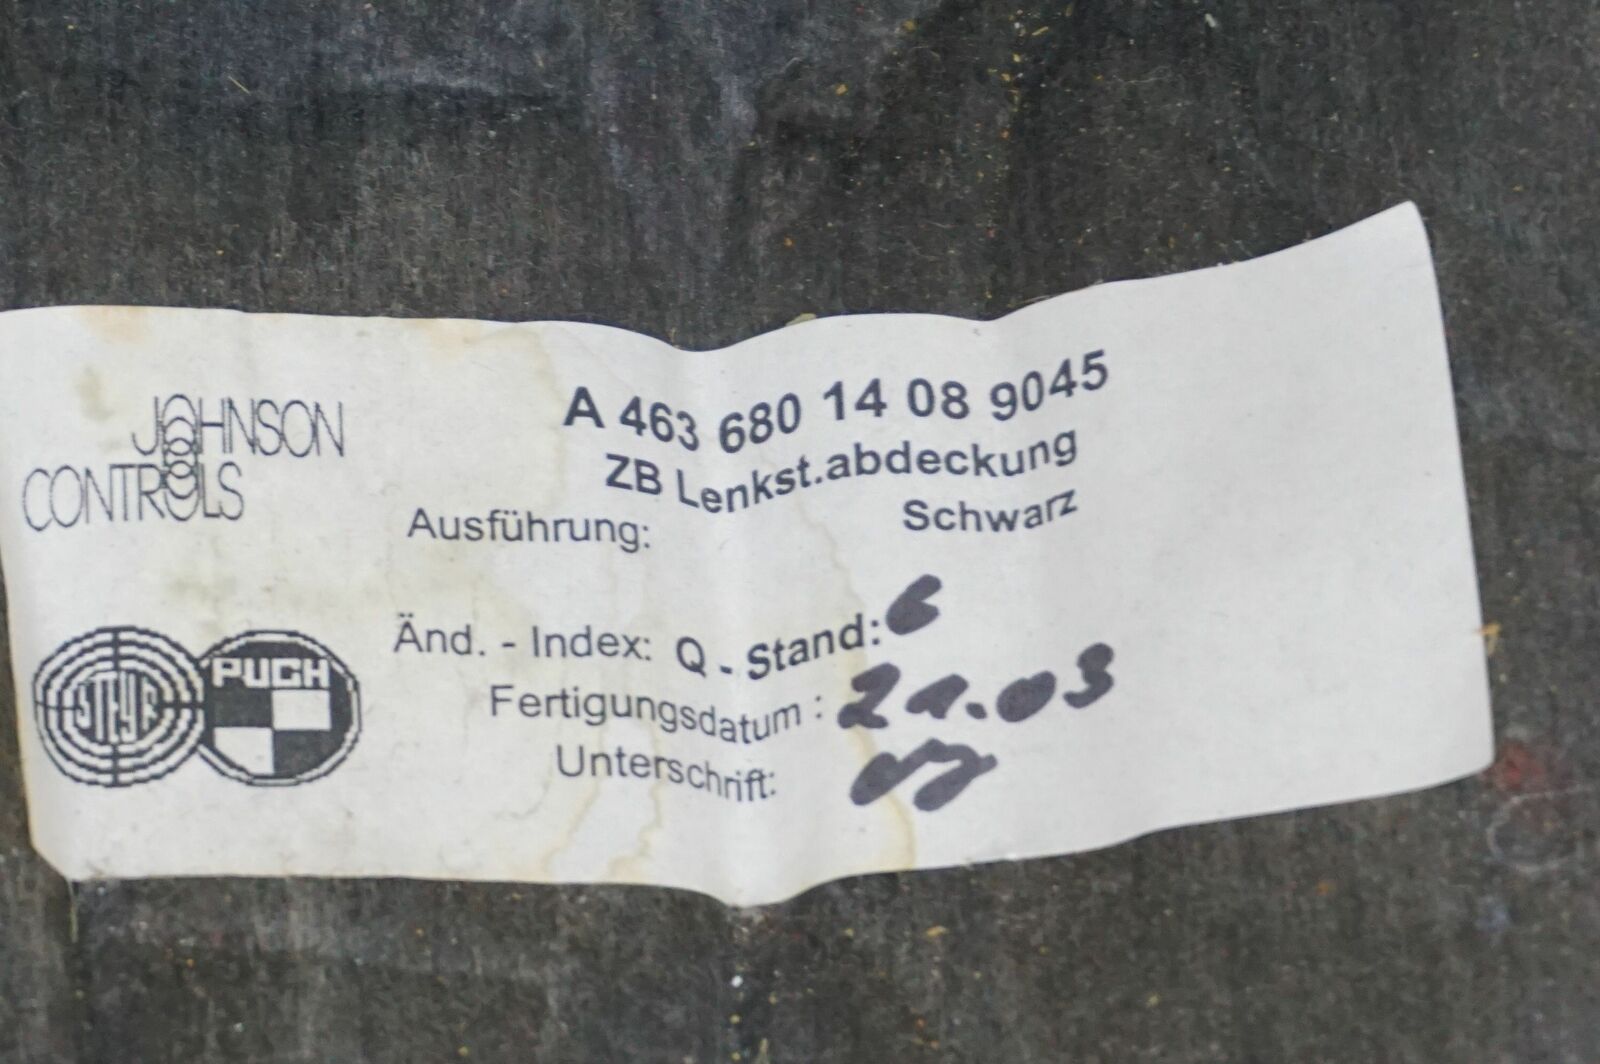 JOHNSON
CONTROLS
A 463 680 14 08 9045
ZB Lenkst.abdeckung
Ausführung: Schwarz
Änd. - Index: Q - Stand: 6
Fertigungsdatum : 21.03
Unterschrift:
STEYR
PUCH